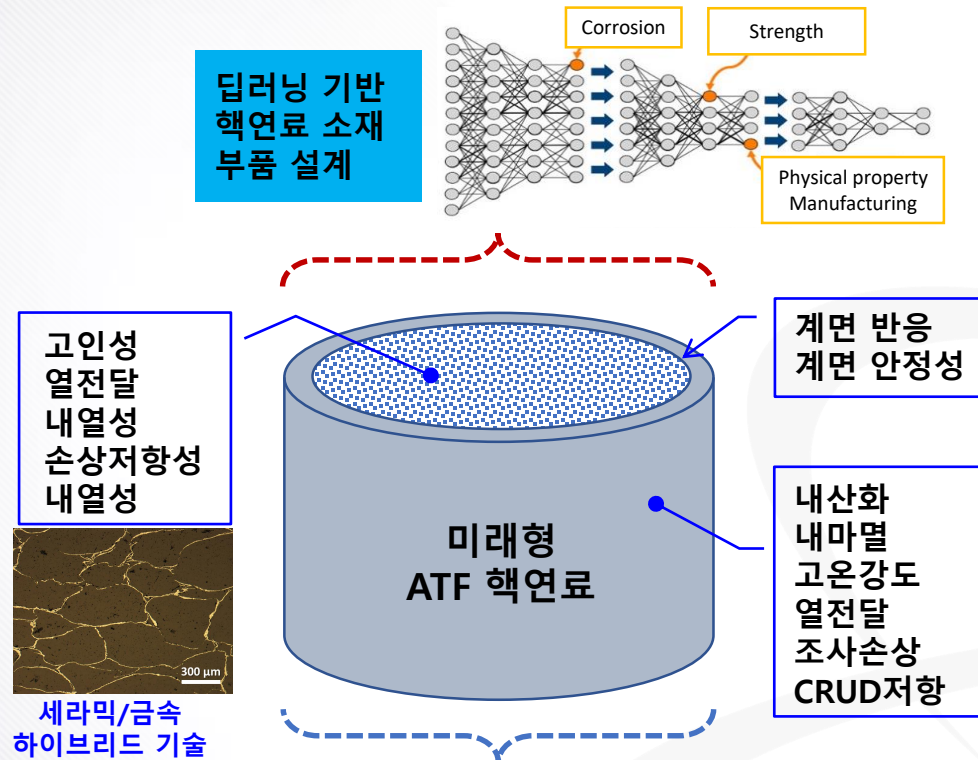 딥러닝 기반
핵연료 소재
부품 설계
Corrosion
Strength
Physical property
Manufacturing
고인성
열전달
내열성
손상저항성
내열성
계면 반응
계면 안정성
미래형
ATF 핵연료
내산화
내마멸
고온강도
열전달
조사손상
CRUD저항
300 µm
세라믹/금속
하이브리드 기술